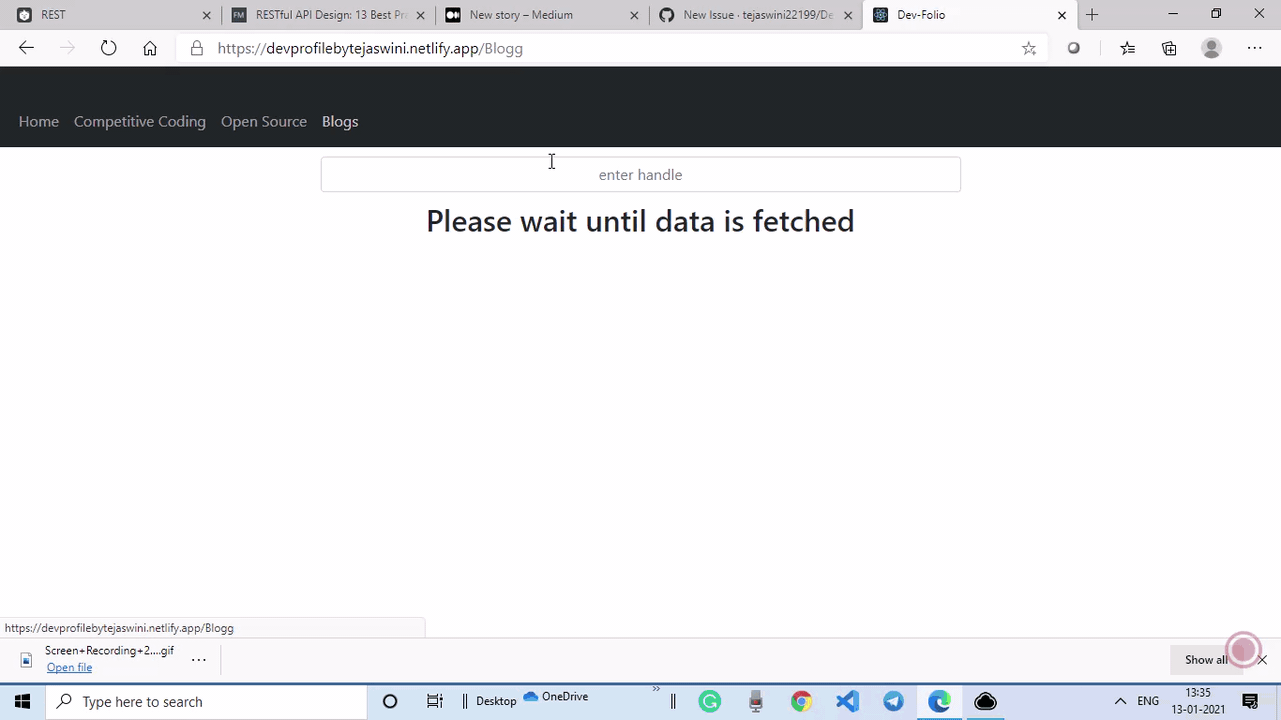 REST
RESTful API Design: 13 Best Pra
New story – Medium
New Issue · tejaswini22199/De
Dev-Folio
https://devprofilebytejaswini.netlify.app/Blogg
Home
Competitive Coding
Open Source
Blogs
enter handle
Please wait until data is fetched
https://devprofilebytejaswini.netlify.app/Blogg
Screen+Recording+2....gif
Open file
Show all
Type here to search
Desktop
OneDrive
ENG
13:35
13-01-2021